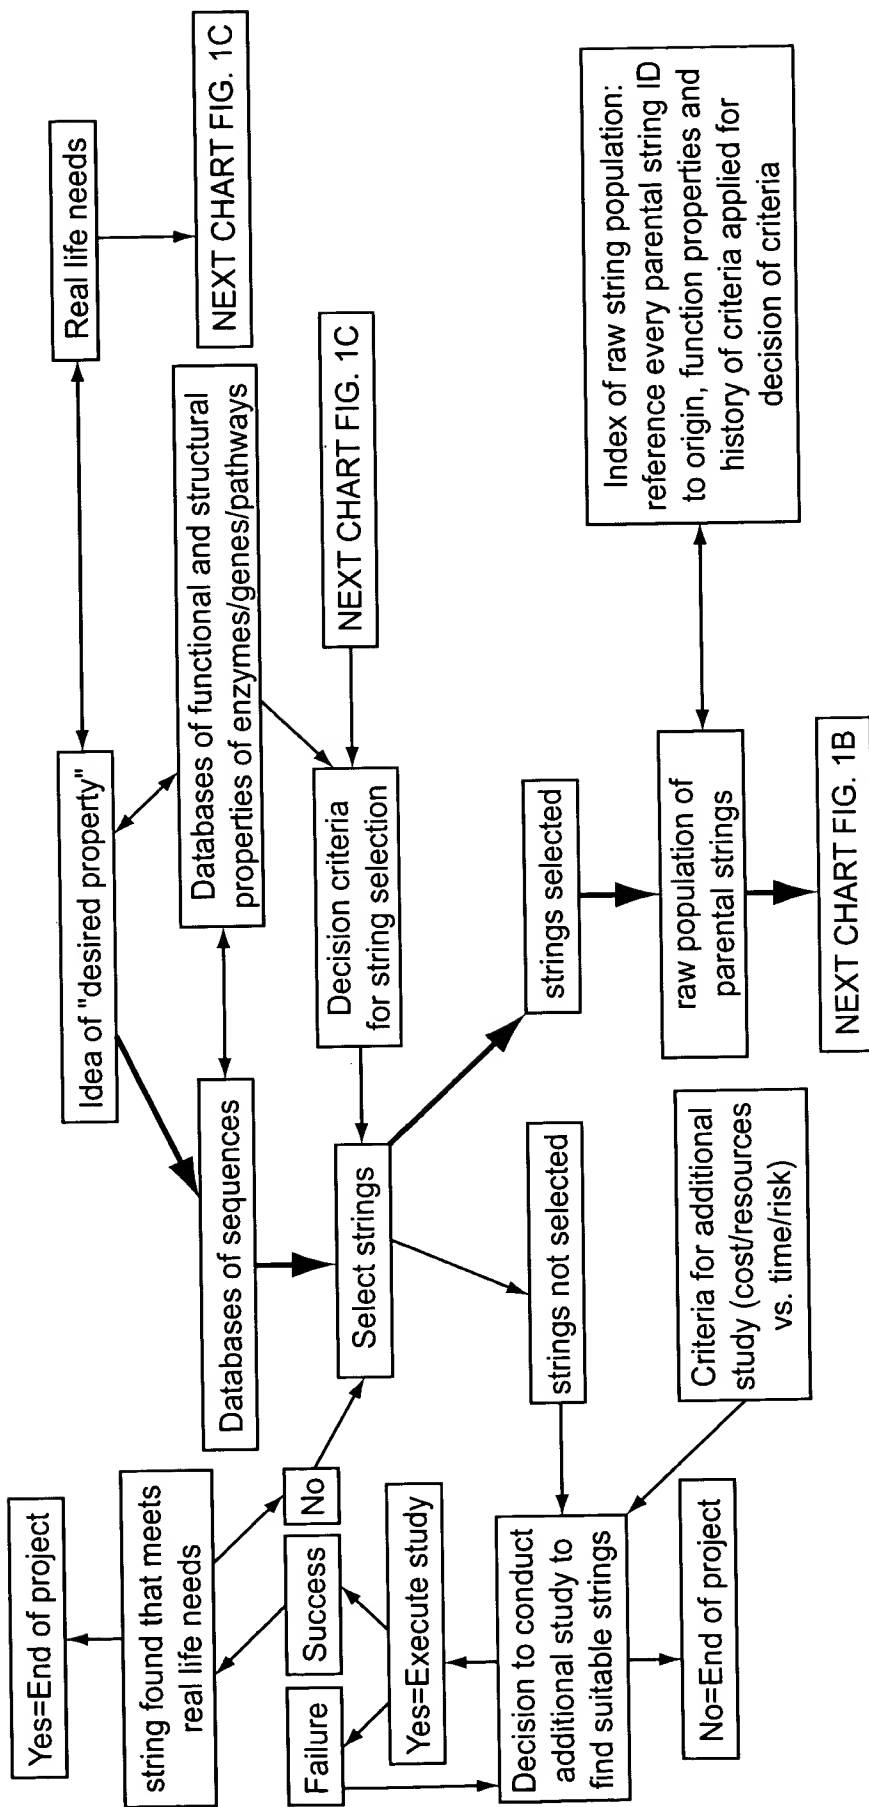 Yes=End of project
string found that meets
real life needs
No
Success
Failure
Yes=Execute study
Decision to conduct
additional study to
find suitable strings
No=End of project
Idea of "desired property"
Real life needs
NEXT CHART FIG. 1C
Databases of sequences
Databases of functional and structural
properties of enzymes/genes/pathways
Select strings
Decision criteria
for string selection
NEXT CHART FIG. 1C
strings not selected
strings selected
Criteria for additional
study (cost/resources
vs. time/risk)
raw population of
parental strings
Index of raw string population:
reference every parental string ID
to origin, function properties and
history of criteria applied for
decision of criteria
NEXT CHART FIG. 1B